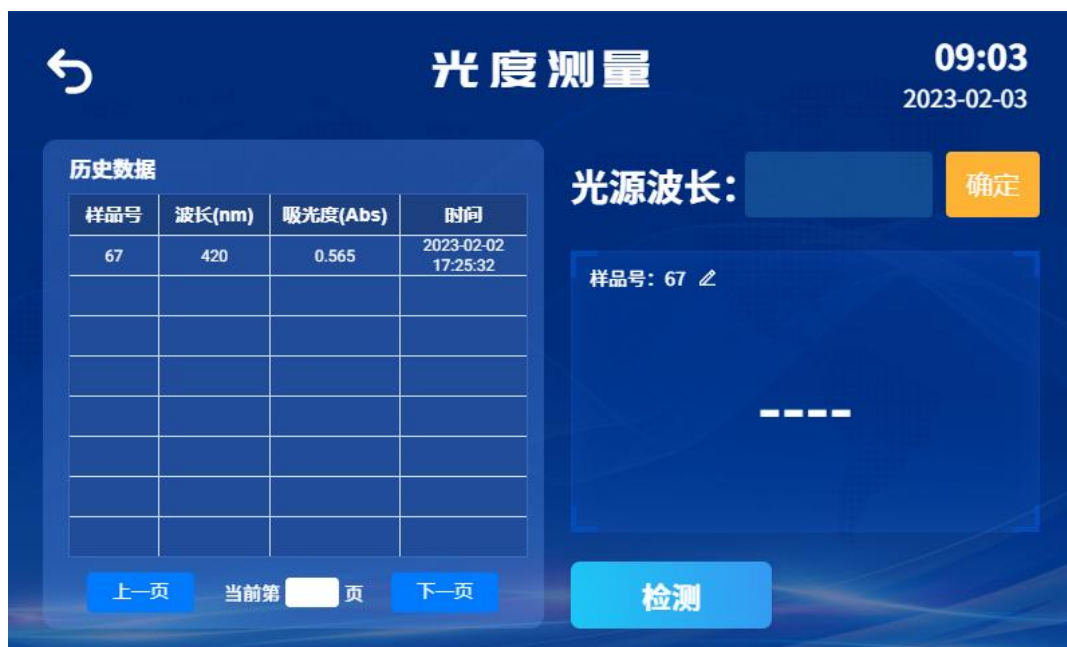 光度测量
09:03
2023-02-03
历史数据
样品号 波长(nm) 吸光度(Abs) 时间
67 420 0.565 2023-02-02
17:25:32
上一页 当前第 页 下一页
光源波长: 确定
样品号: 67
----
检测